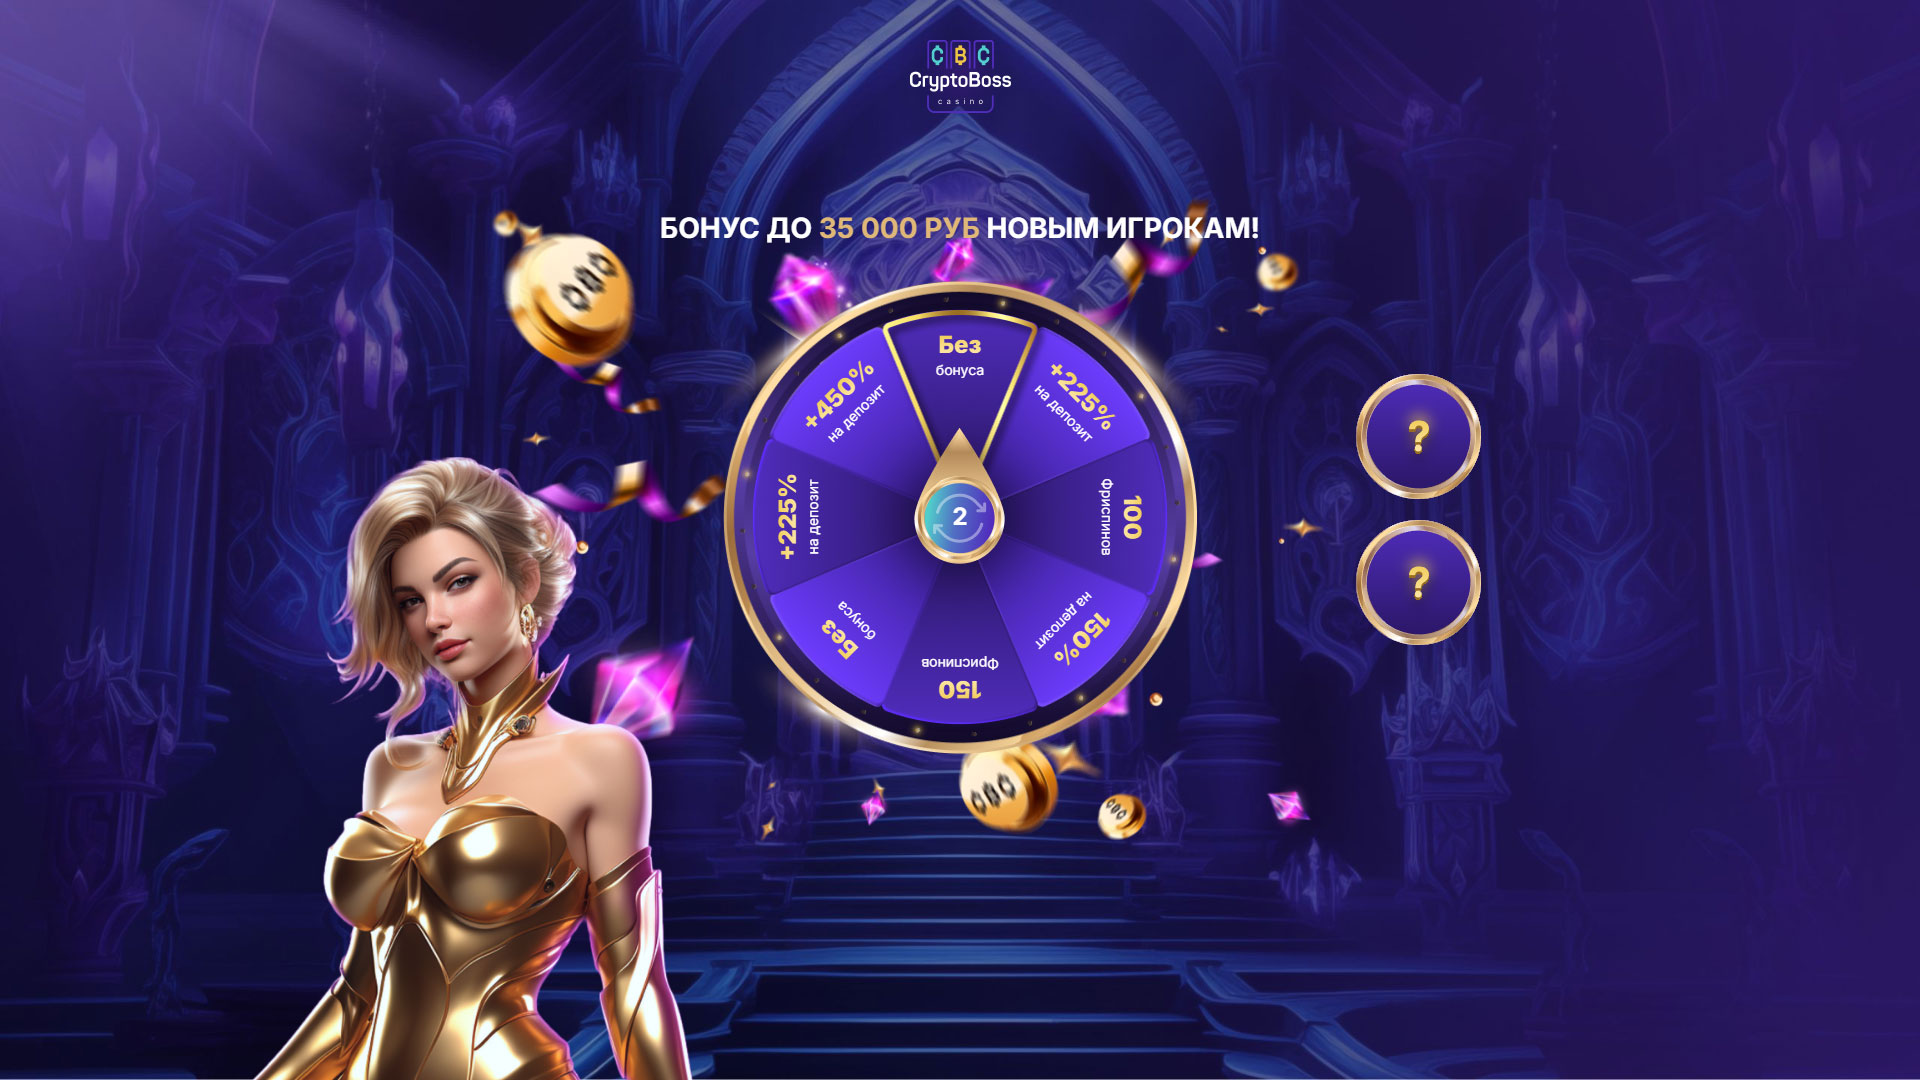 CryptoBoss
casino
БОНУС ДО 35 000 РУБ НОВЫМ ИГРОКАМ!
Без
бонуса
+225%
на депозит
100
фриспинов
150%
на депозит
150
фриспинов
Без
бонуса
+225%
на депозит
+450%
на депозит
2
?
?